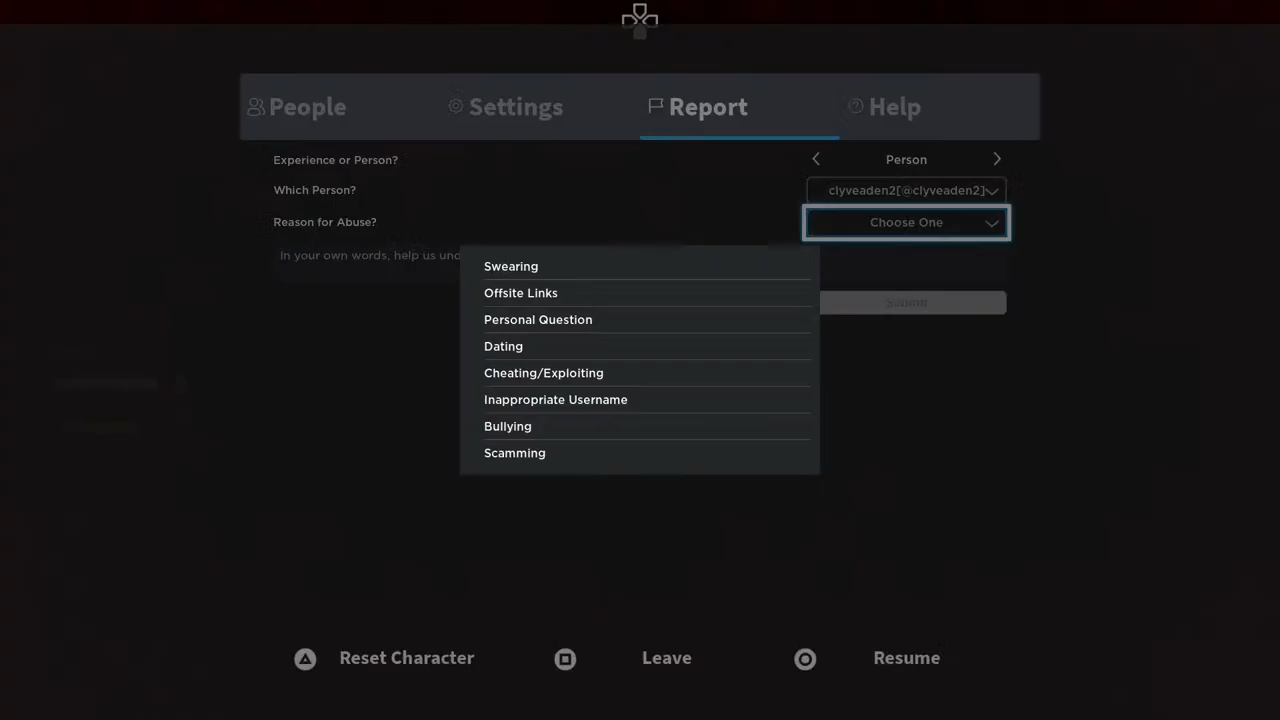 People
Settings
Report
Help
Experience or Person?
Person
Which Person?
clyveaden2[@clyveaden2]
Reason for Abuse?
Choose One
In your own words, help us und
Swearing
Offsite Links
Personal Question
Dating
Cheating/Exploiting
Inappropriate Username
Bullying
Scamming
Submit
Reset Character
Leave
Resume